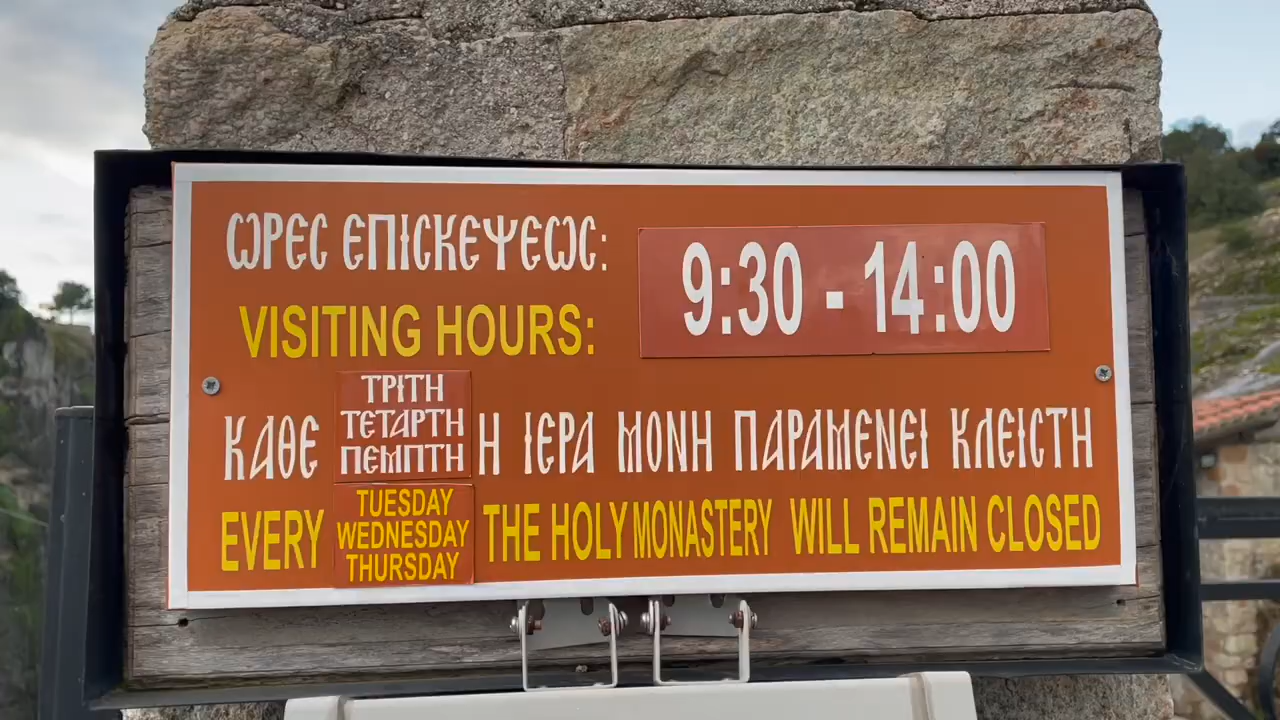 ΩΡΕΣ ΕΠΙΣΚΕΨΕΩΣ:
9:30 - 14:00
VISITING HOURS:
ΚΑΘΕ ΤΡΙΤΗ ΤΕΤΑΡΤΗ ΠΕΜΠΤΗ Η ΙΕΡΑ ΜΟΝΗ ΠΑΡΑΜΕΝΕΙ ΚΛΕΙΣΤΗ
EVERY TUESDAY WEDNESDAY THURSDAY THE HOLY MONASTERY WILL REMAIN CLOSED